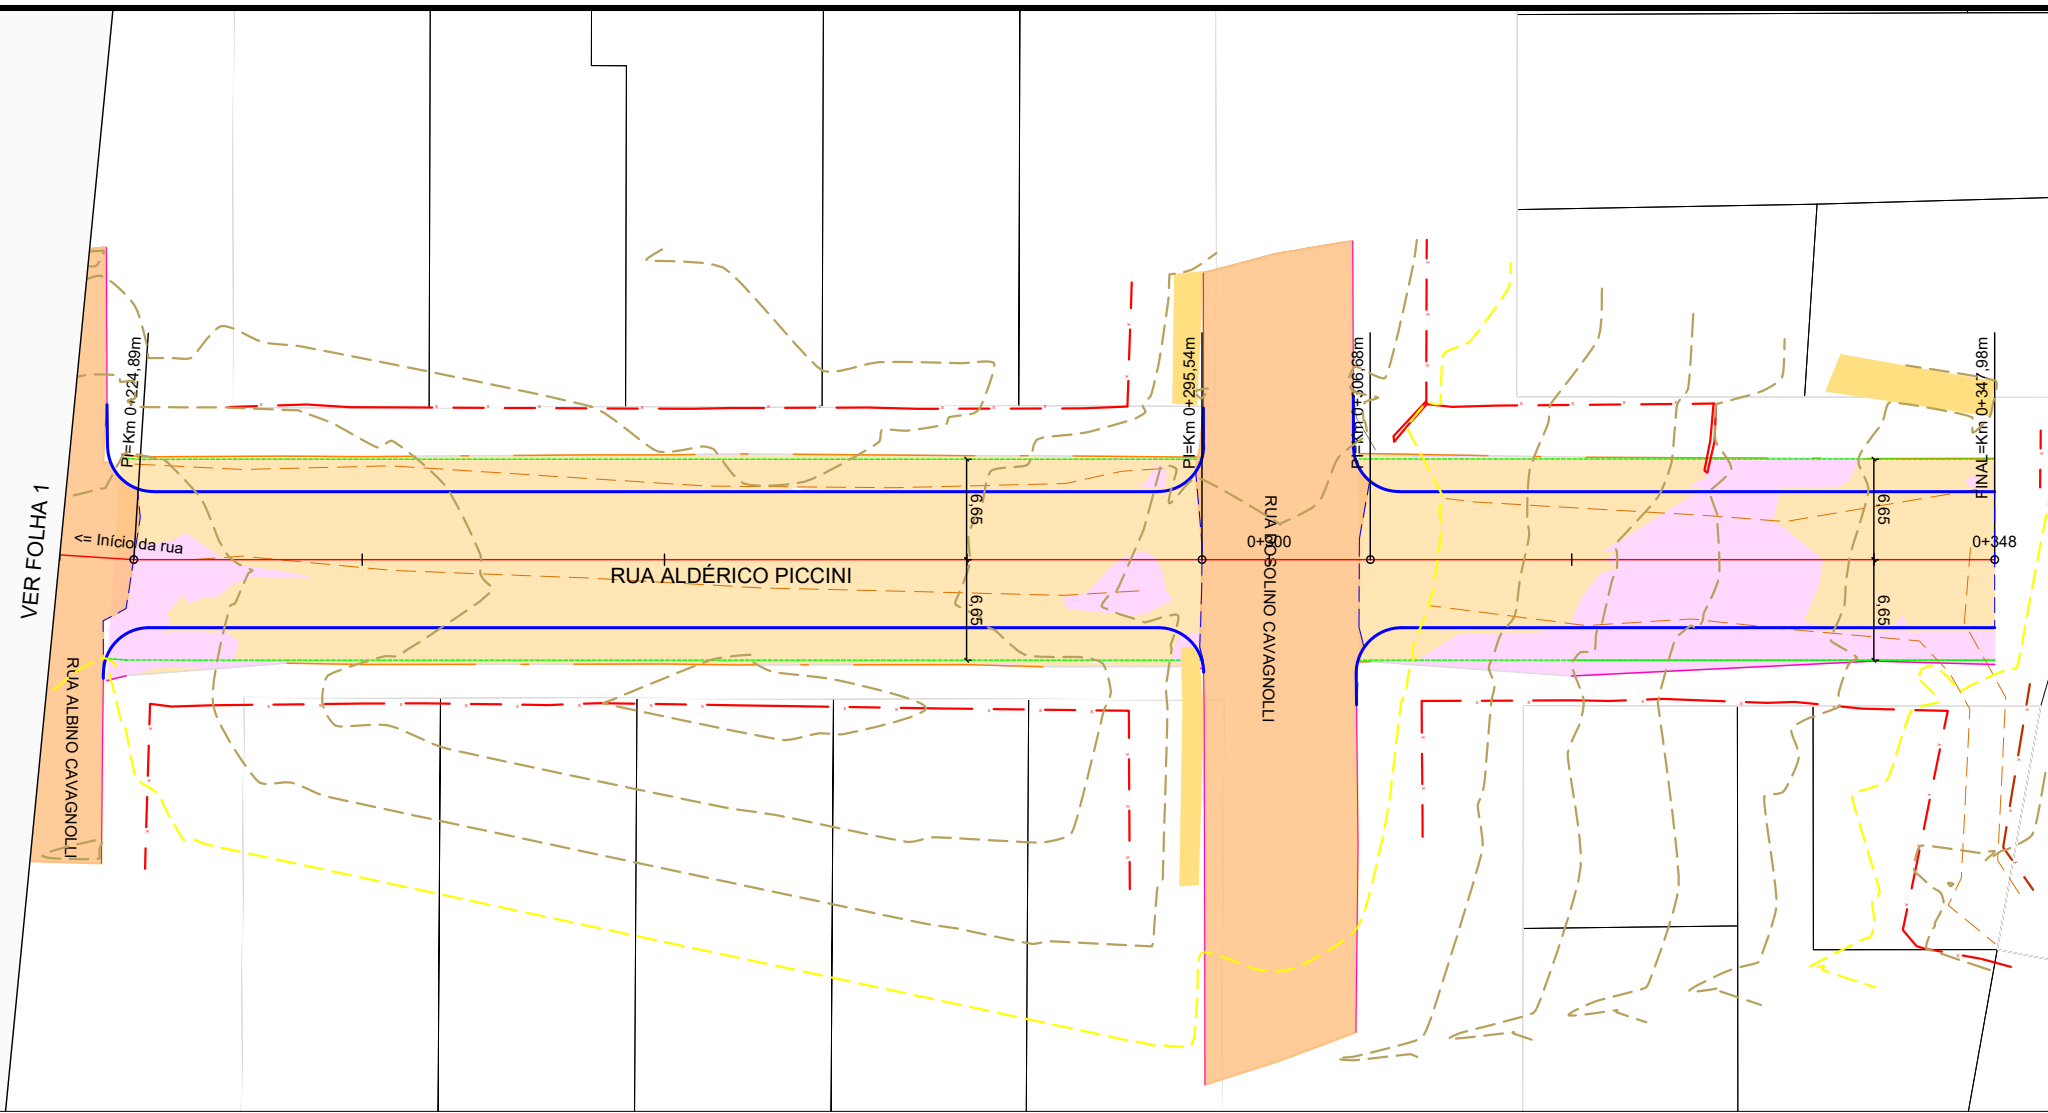 VER FOLHA 1
RUA ALBINO CAVAGNOLLI
<= Início da rua
PI=Km 0+224,89m
RUA ALDÉRICO PICCINI
6,65
6,65
PI=Km 0+295,54m
0+300
RUA ROSOLINO CAVAGNOLLI
PI=Km 0+306,68m
6,65
6,65
FINAL=Km 0+347,98m
0+348